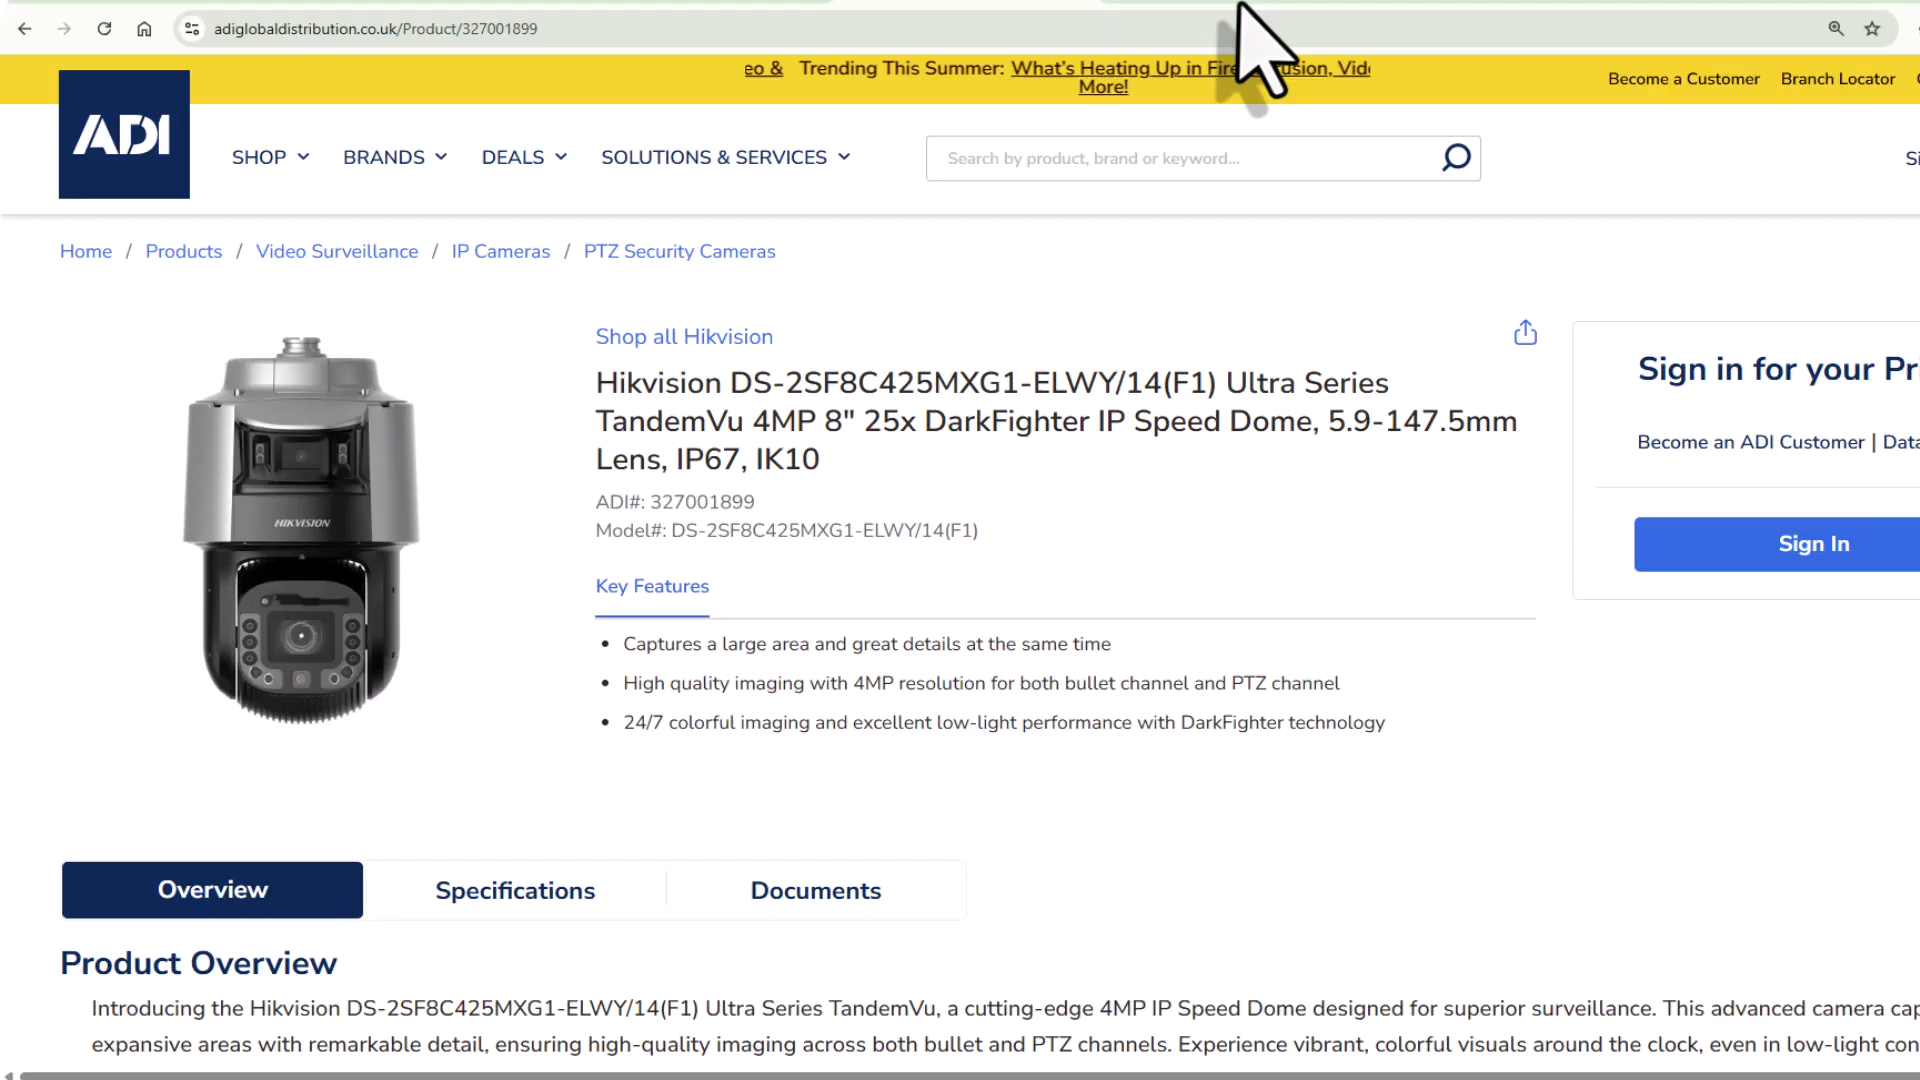 adiglobaldistribution.co.uk/Product/327001899
eo & Trending This Summer: What's Heating Up in Fire
More!
Become a Customer Branch Locator
ADI
SHOP BRANDS DEALS SOLUTIONS & SERVICES
Search by product, brand or keyword...
Home / Products / Video Surveillance / IP Cameras / PTZ Security Cameras
Shop all Hikvision
Hikvision DS-2SF8C425MXG1-ELWY/14(F1) Ultra Series
TandemVu 4MP 8" 25x DarkFighter IP Speed Dome, 5.9-147.5mm
Lens, IP67, IK10
ADI#: 327001899
Model#: DS-2SF8C425MXG1-ELWY/14(F1)
HIKVISION
Key Features
• Captures a large area and great details at the same time
• High quality imaging with 4MP resolution for both bullet channel and PTZ channel
• 24/7 colorful imaging and excellent low-light performance with DarkFighter technology
Sign in for your Pri
Become an ADI Customer | Data
Sign In
Overview Specifications Documents
Product Overview
Introducing the Hikvision DS-2SF8C425MXG1-ELWY/14(F1) Ultra Series TandemVu, a cutting-edge 4MP IP Speed Dome designed for superior surveillance. This advanced camera cap
expansive areas with remarkable detail, ensuring high-quality imaging across both bullet and PTZ channels. Experience vibrant, colorful visuals around the clock, even in low-light con